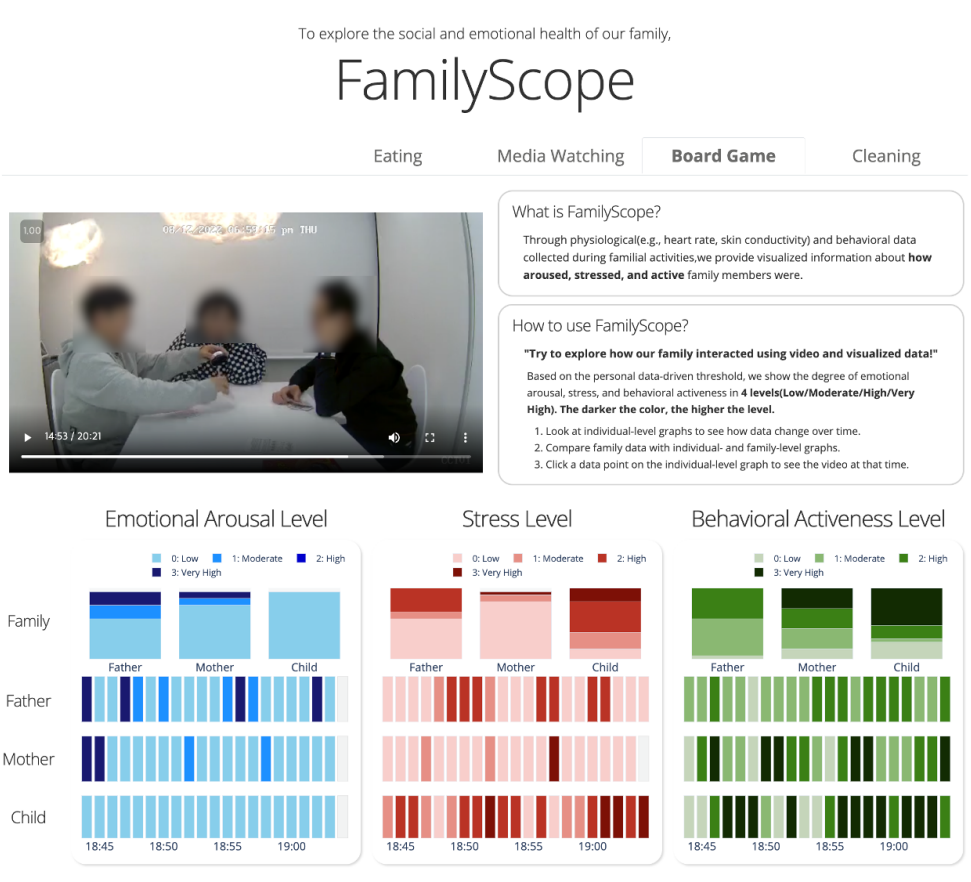 To explore the social and emotional health of our family,
FamilyScope
Eating
Media Watching
Board Game
Cleaning
1.00
pm THU
14:53 / 20:21
What is FamilyScope?
Through physiological(e.g., heart rate, skin conductivity) and behavioral data
collected during familial activities,we provide visualized information about how
aroused, stressed, and active family members were.
How to use FamilyScope?
"Try to explore how our family interacted using video and visualized data!"
Based on the personal data-driven threshold, we show the degree of emotional
arousal, stress, and behavioral activeness in 4 levels(Low/Moderate/High/Very
High). The darker the color, the higher the level.
1. Look at individual-level graphs to see how data change over time.
2. Compare family data with individual- and family-level graphs.
3. Click a data point on the individual-level graph to see the video at that time.
Emotional Arousal Level
0: Low 1: Moderate 2: High
3: Very High
Stress Level
0: Low 1: Moderate 2: High
3: Very High
Behavioral Activeness Level
0: Low 1: Moderate 2: High
3: Very High
Family
Father Mother Child
Father Mother Child
Father Mother Child
Father
Mother
Child
18:45 18:50 18:55 19:00
18:45 18:50 18:55 19:00
18:45 18:50 18:55 19:00